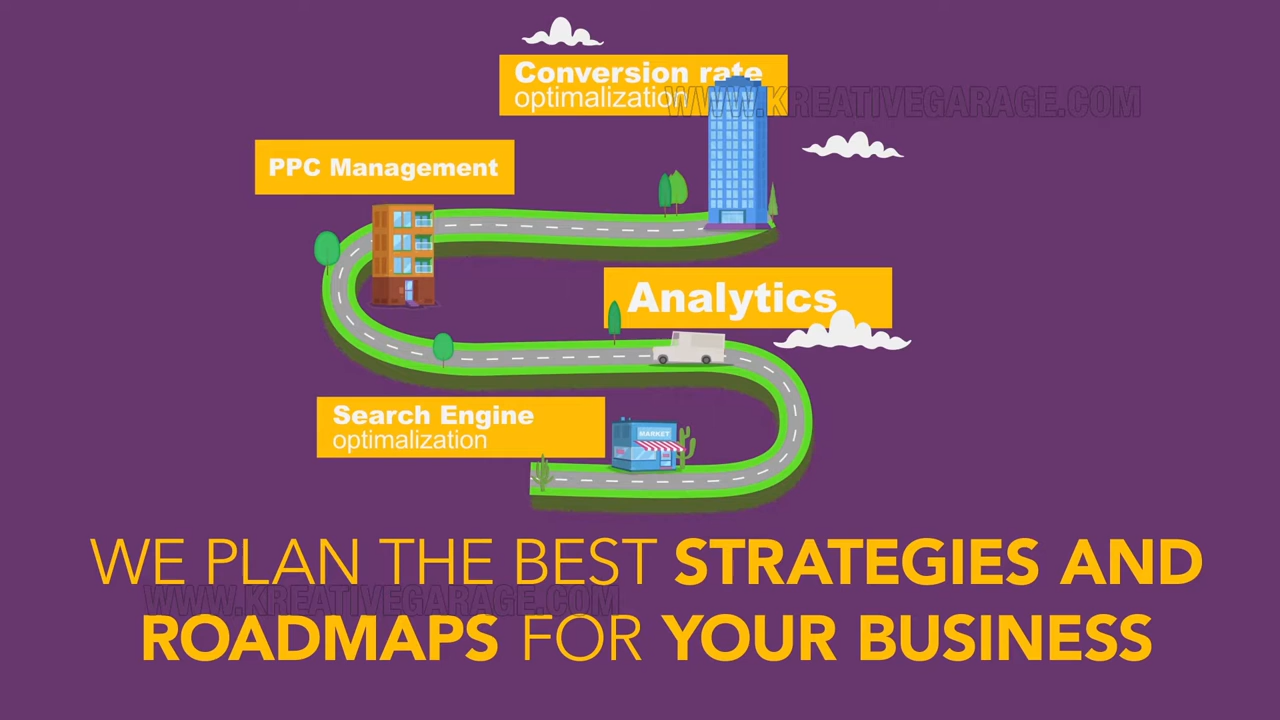 Conversion rate
optimalization
WWW.KREATIVEGARAGE.COM
PPC Management
Analytics
Search Engine
optimalization
MARKET
WE PLAN THE BEST STRATEGIES AND
WWW.KREATIVEGARAGE.COM
ROADMAPS FOR YOUR BUSINESS